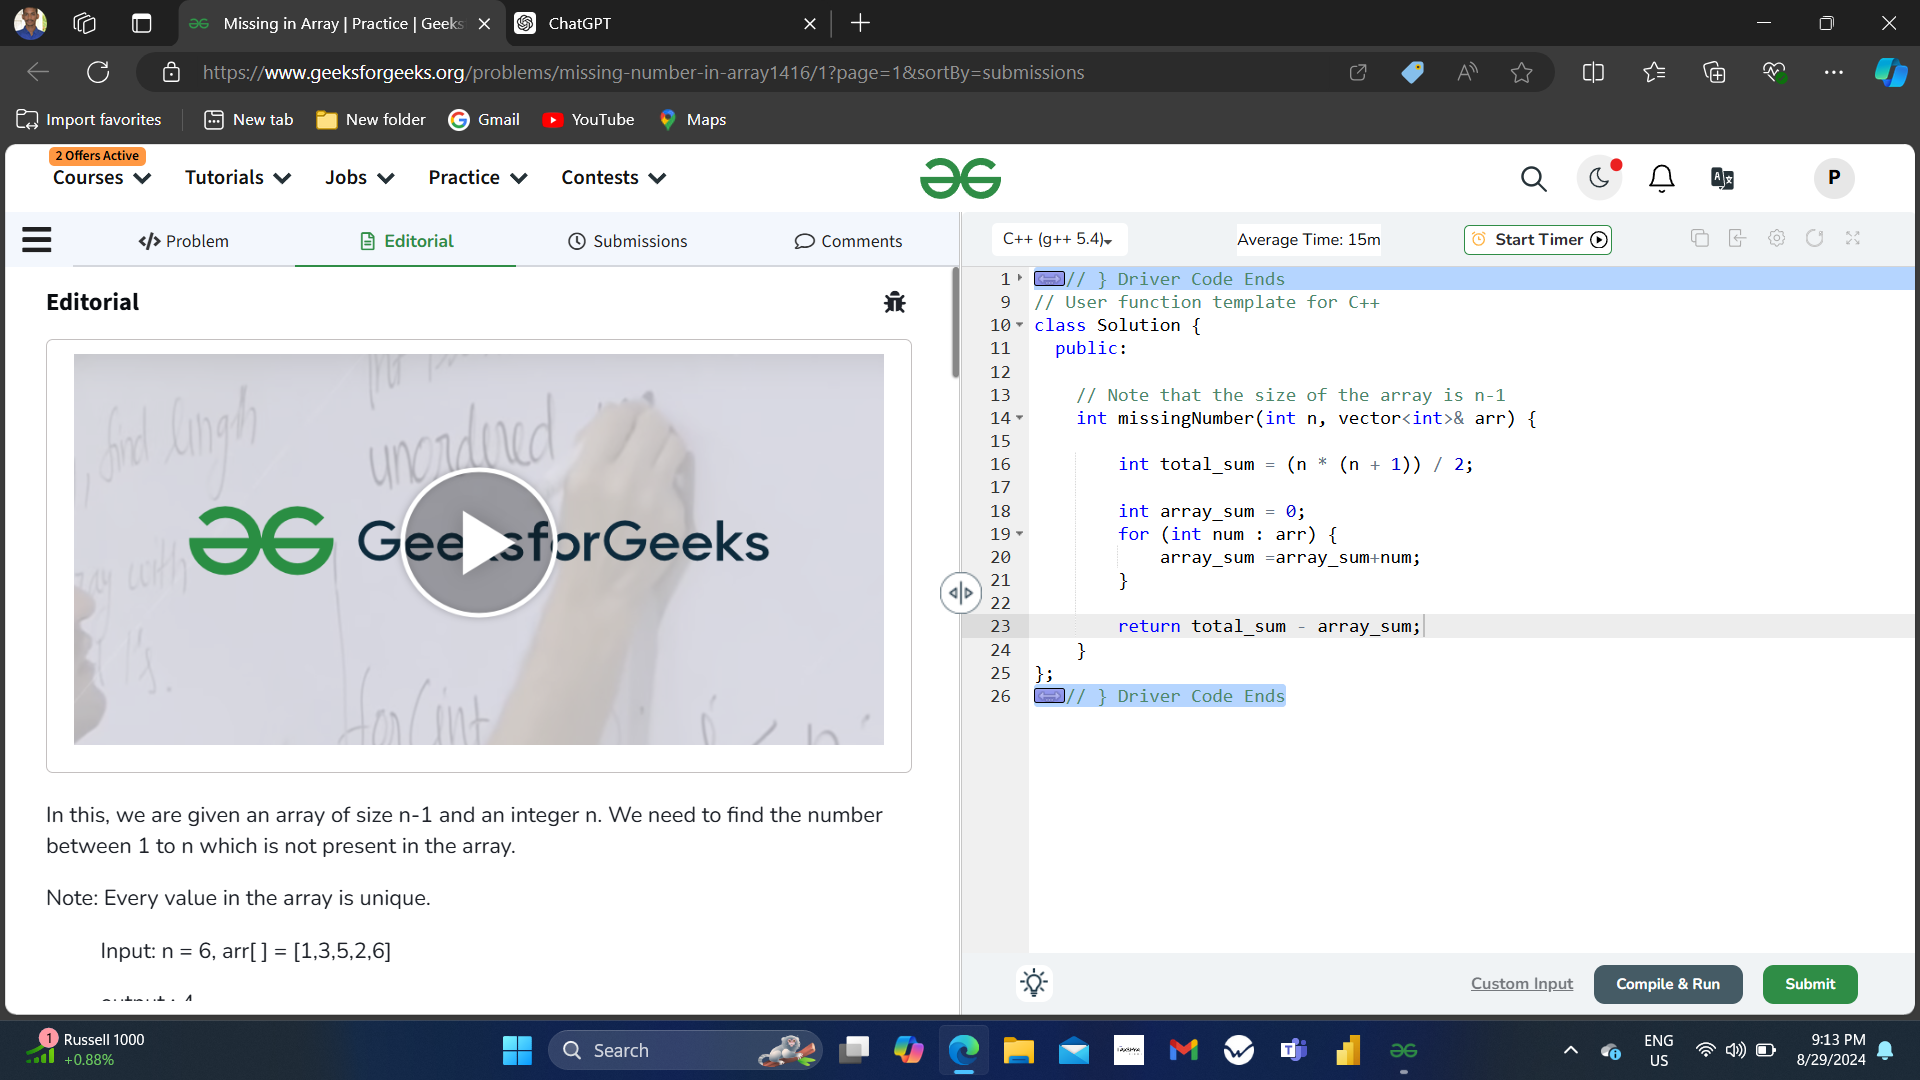 Missing in Array | Practice | Geeks
ChatGPT
https://www.geeksforgeeks.org/problems/missing-number-in-array1416/1?page=1&sortBy=submissions
Import favorites
New tab
New folder
Gmail
YouTube
Maps
2 Offers Active
Courses
Tutorials
Jobs
Practice
Contests
P
</> Problem
Editorial
Submissions
Comments
C++ (g++ 5.4)
Average Time: 15m
Start Timer
Editorial
find lingh
unordered
GeeksforGeeks
In this, we are given an array of size n-1 and an integer n. We need to find the number
between 1 to n which is not present in the array.
Note: Every value in the array is unique.
Input: n = 6, arr[ ] = [1,3,5,2,6]
output : 4
1 // } Driver Code Ends
9 // User function template for C++
10 class Solution {
11 public:
12
13 // Note that the size of the array is n-1
14 int missingNumber(int n, vector<int>& arr) {
15
16 int total_sum = (n * (n + 1)) / 2;
17
18 int array_sum = 0;
19 for (int num : arr) {
20 array_sum =array_sum+num;
21 }
22
23 return total_sum - array_sum;
24 }
25 };
26 // } Driver Code Ends
Custom Input
Compile & Run
Submit
1
Russell 1000
+0.88%
Search
ENG
US
9:13 PM
8/29/2024